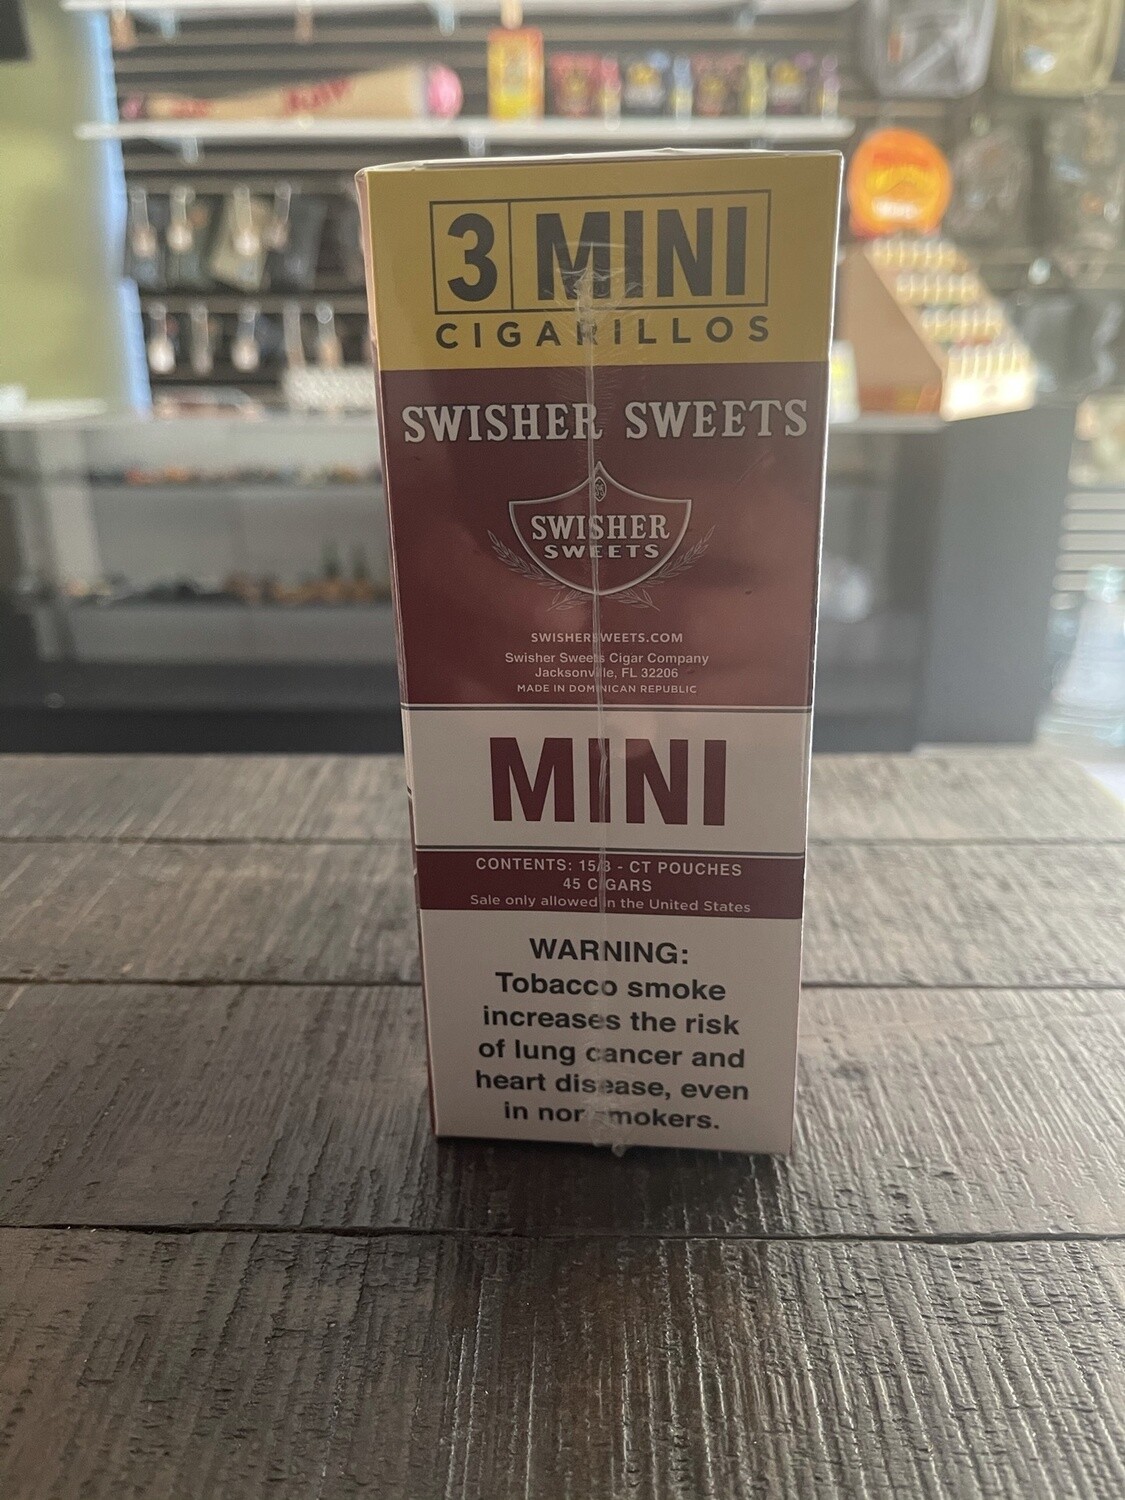 RAW
3 MINI
CIGARILLOS
SWISHER SWEETS
SWISHER
SWEETS
SWISHERSWEETS.COM
Swisher Sweets Cigar Company
Jacksonville, FL 32206
MADE IN DOMINICAN REPUBLIC
MINI
CONTENTS: 15/3 - CT POUCHES
45 CIGARS
Sale only allowed in the United States
WARNING:
Tobacco smoke
increases the risk
of lung cancer and
heart disease, even
in nonsmokers.